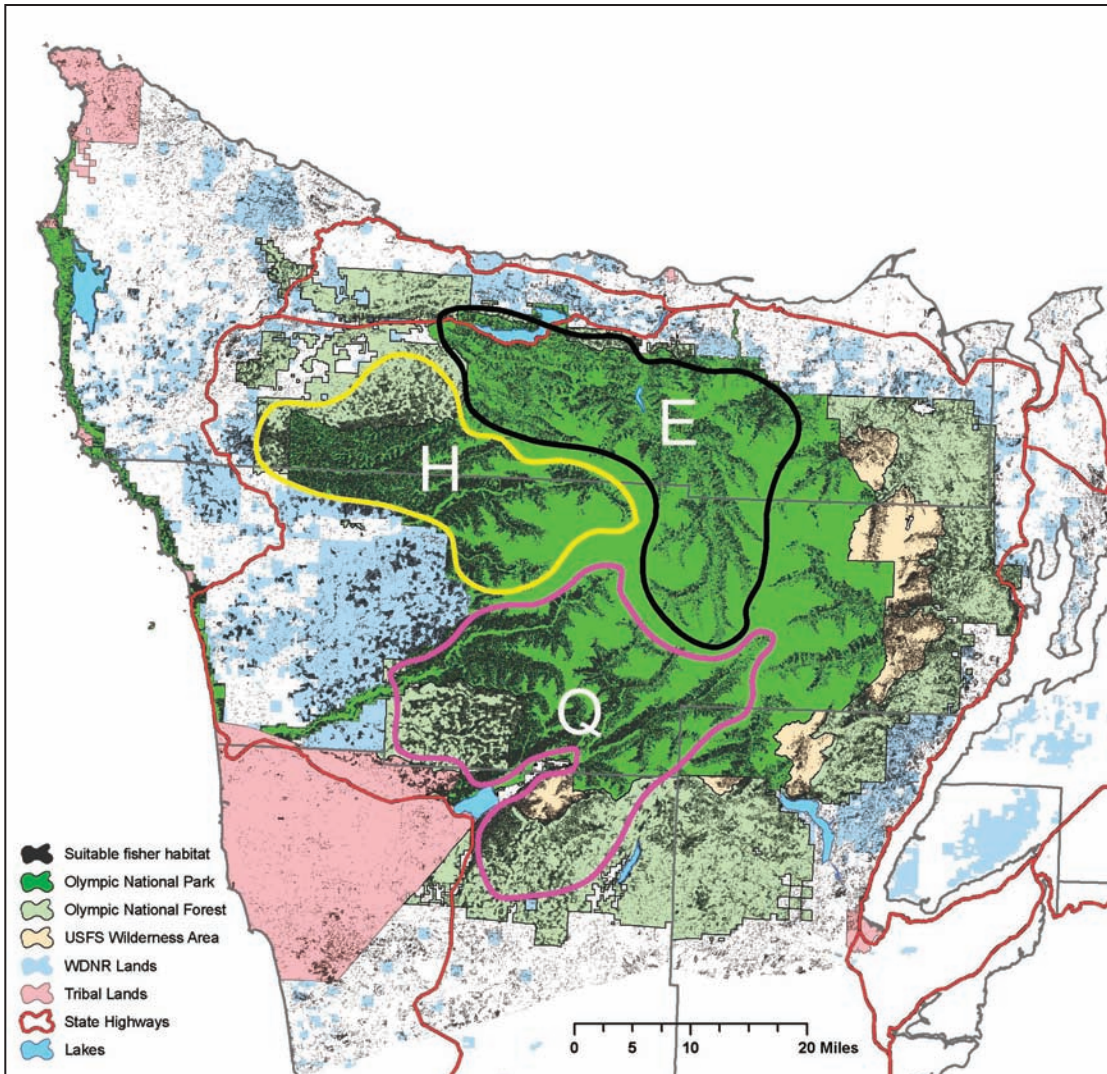 E
H
Q
Suitable fisher habitat
Olympic National Park
Olympic National Forest
USFS Wilderness Area
WDNR Lands
Tribal Lands
State Highways
Lakes
0 5 10 20 Miles